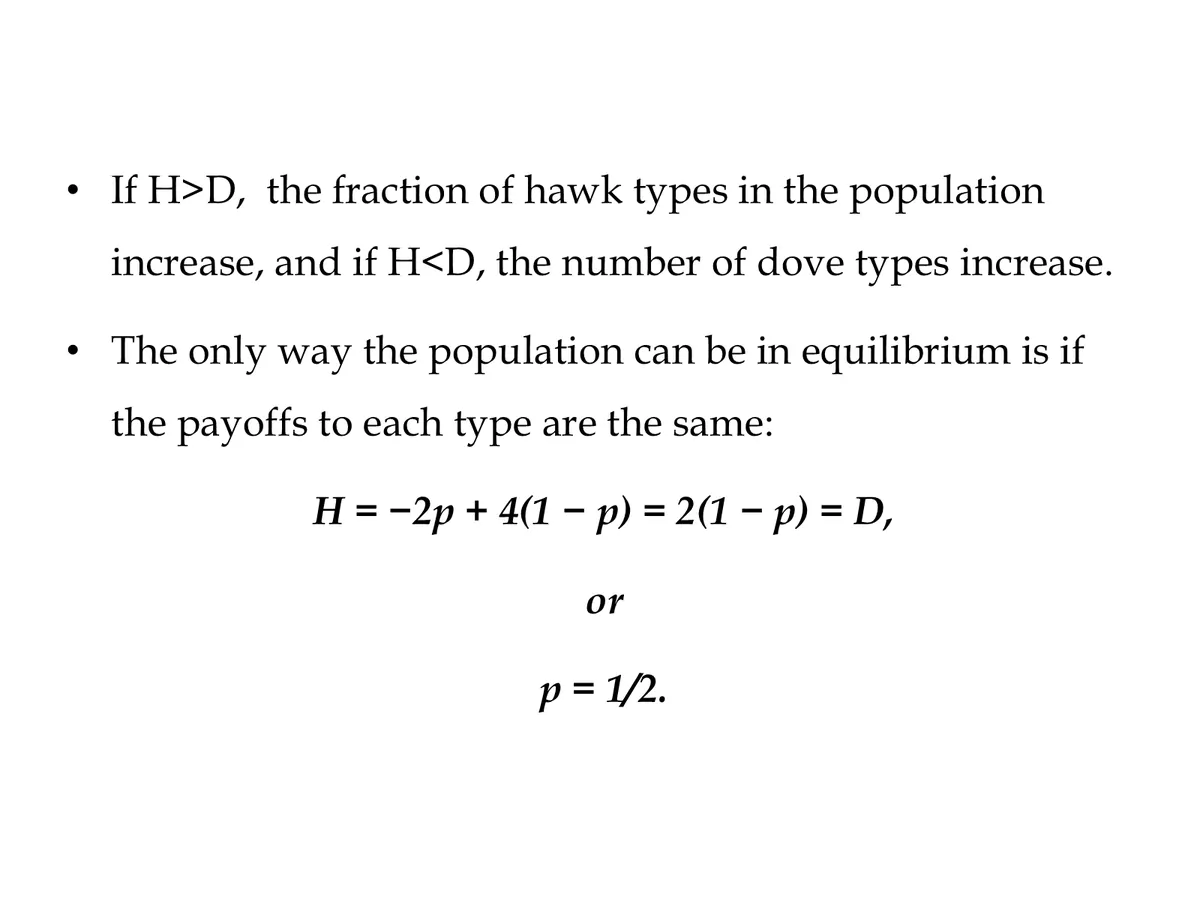 • If H>D,  the fraction of hawk types in the population
increase, and if H<D, the number of dove types increase.
• The only way the population can be in equilibrium is if
the payoffs to each type are the same:
H = −2p + 4(1 − p) = 2(1 − p) = D,
or
p = 1/2.